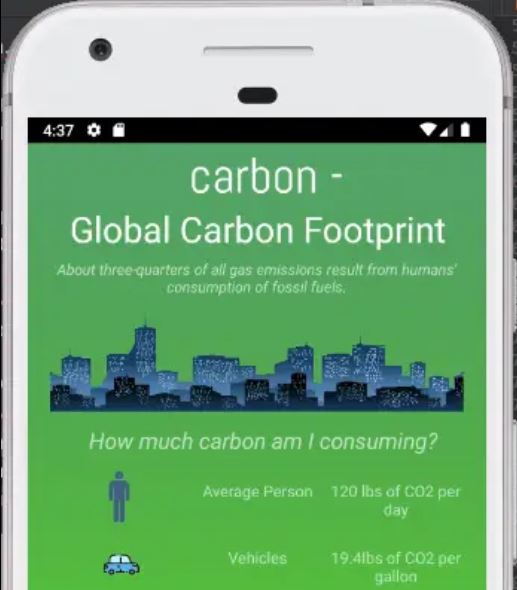 4:37
carbon -
Global Carbon Footprint
About three-quarters of all gas emissions result from humans'
consumption of fossil fuels.
How much carbon am I consuming?
Average Person 120 lbs of CO2 per
day
Vehicles 19.4lbs of CO2 per
gallon